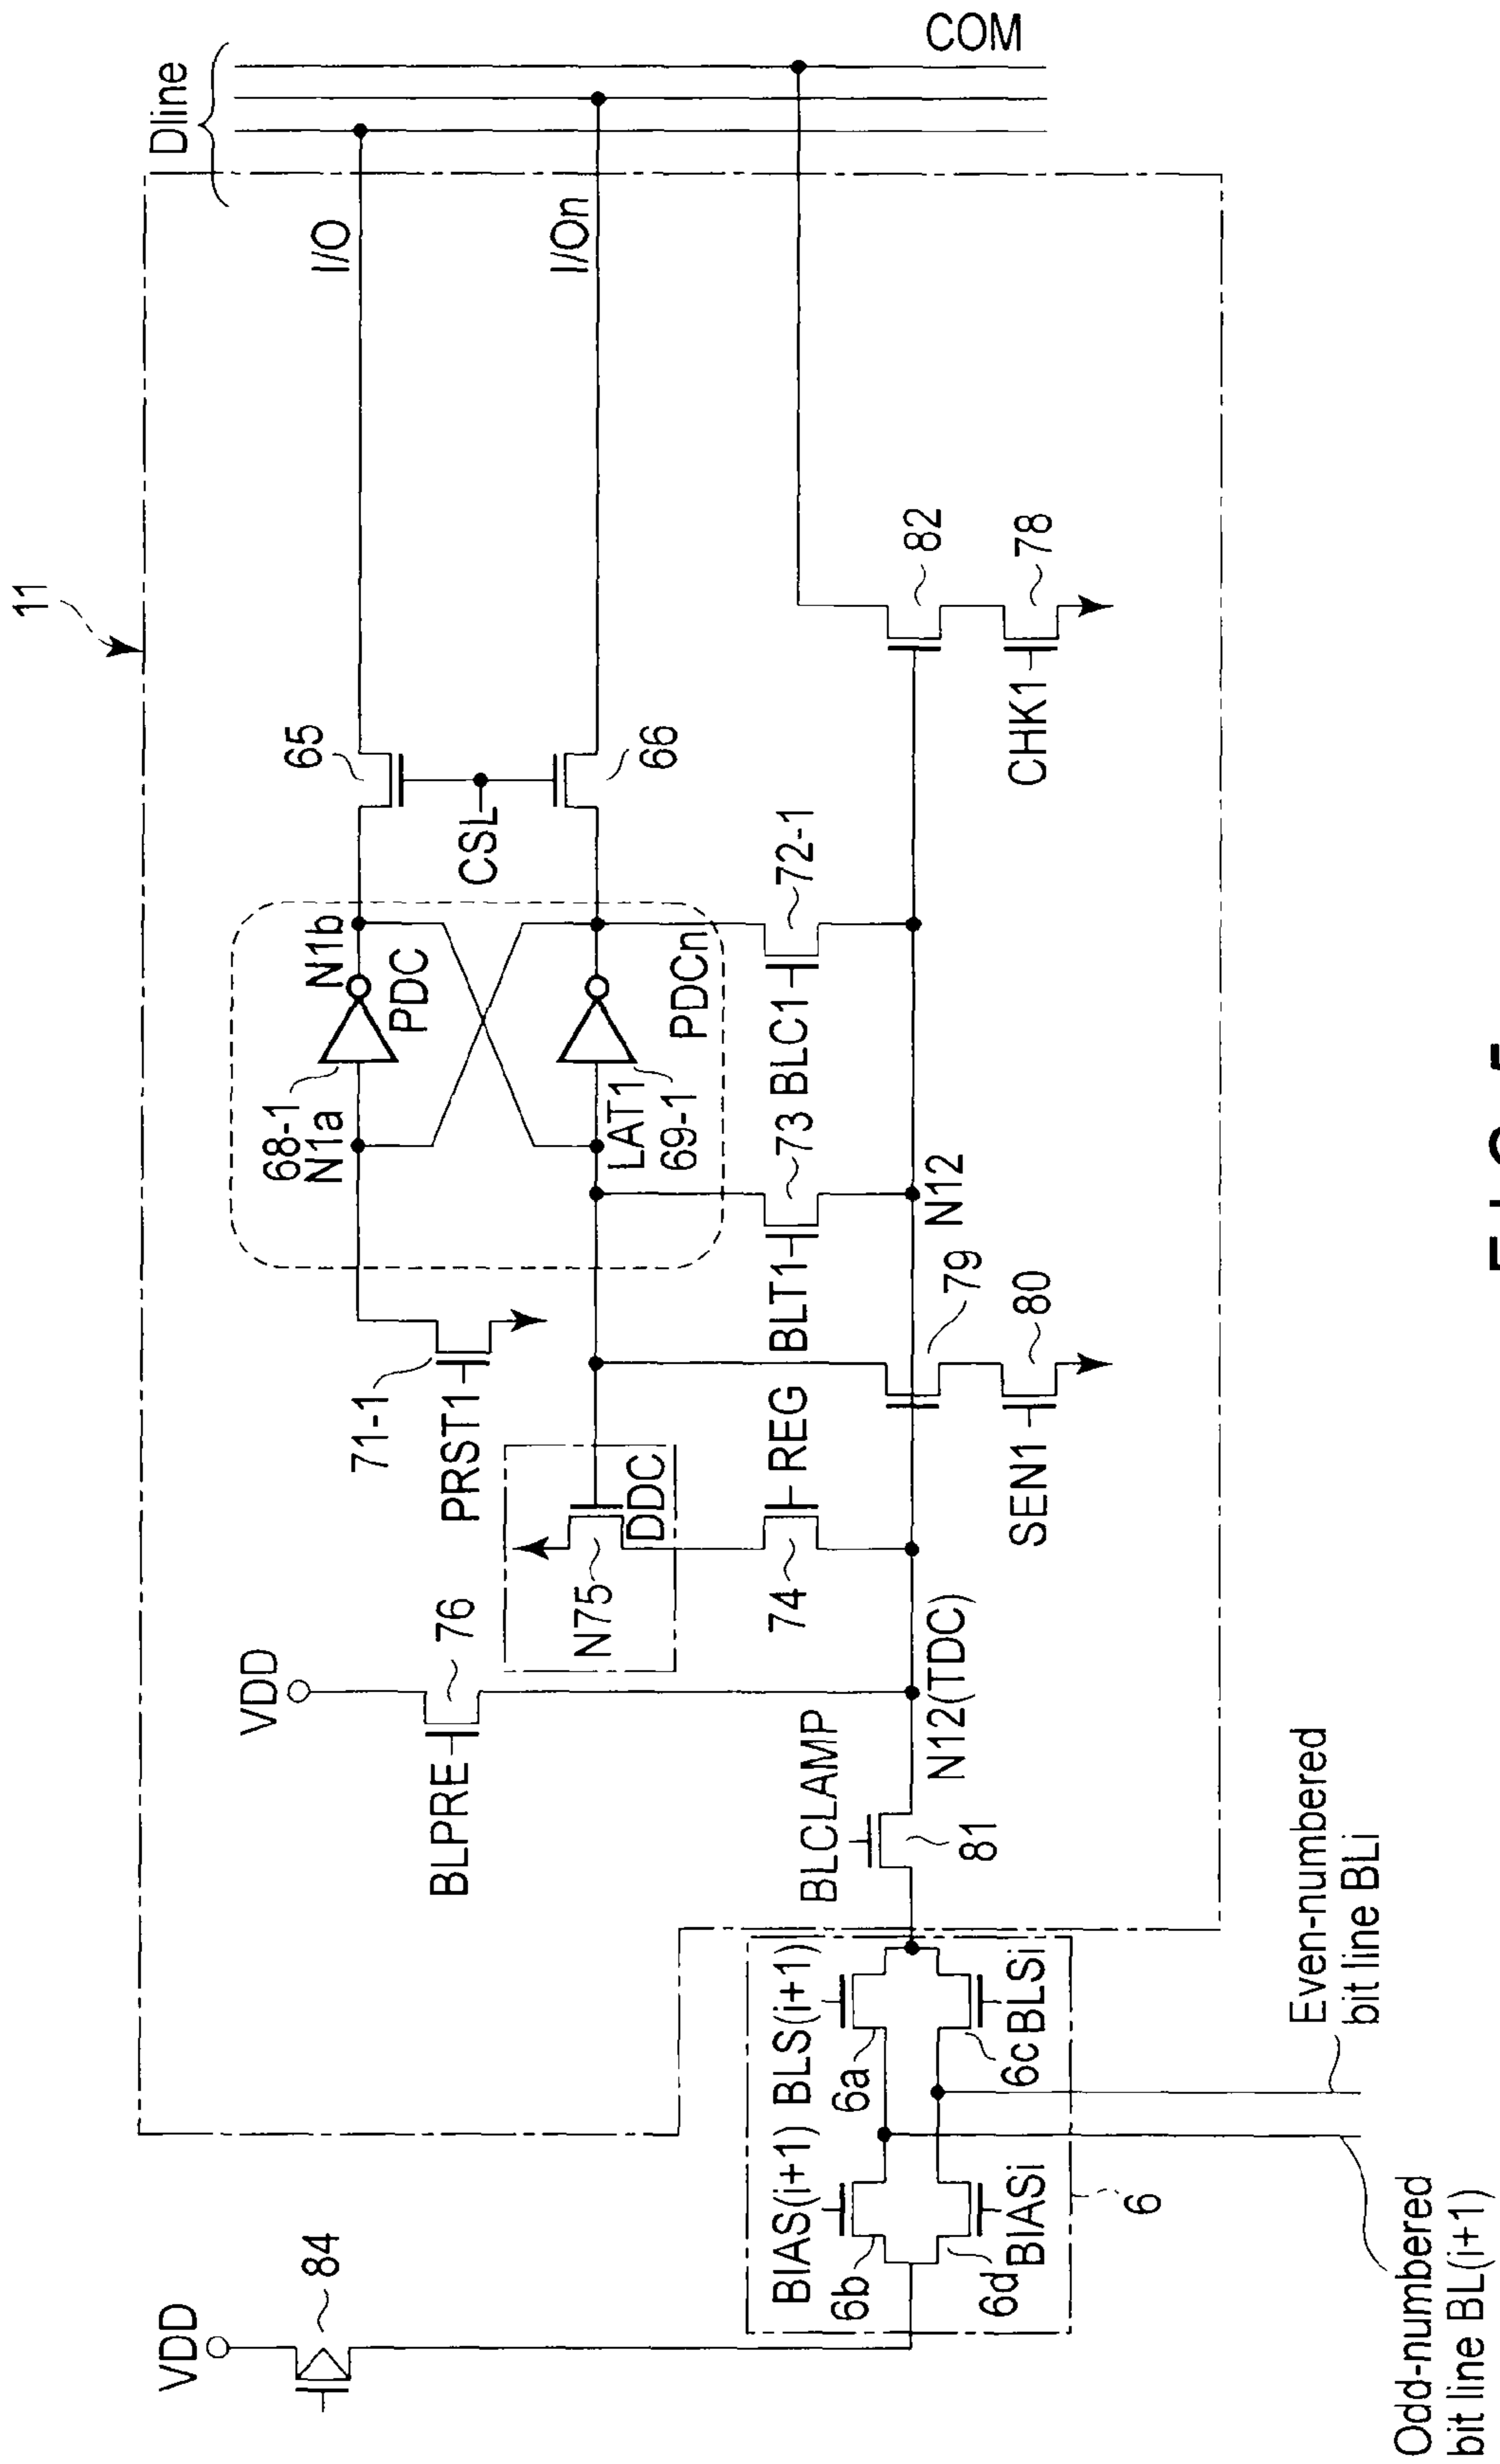 11
Dline
COM
I/O
I/On
65
66
CSL
68-1
N1a
N1b
PDC
LAT1
69-1
PDCn
71-1
PRST1
VDD
BLPRE
76
N75
DDC
74
REG
BLT1
73
BLC1
72-1
82
CHK1
78
N12
79
SEN1
80
N12(TDC)
BLCLAMP
81
VDD
84
BIAS(i+1)
BLS(i+1)
6b
6a
6d
BIASi
6c
BLSi
6
Even-numbered
bit line BLi
Odd-numbered
bit line BL(i+1)